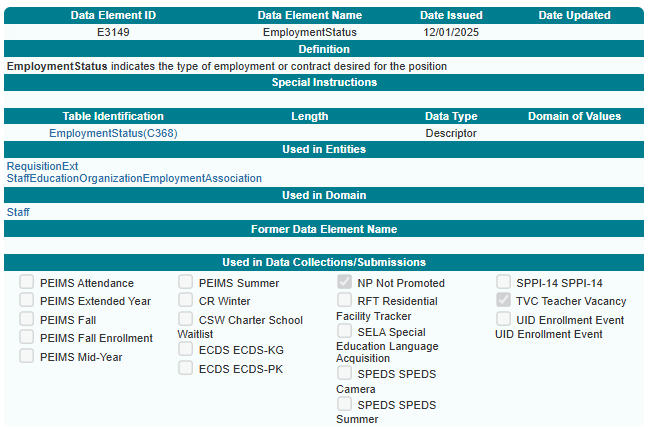 Data Element ID Data Element Name Date Issued Date Updated
E3149 EmploymentStatus 12/01/2025
Definition
EmploymentStatus indicates the type of employment or contract desired for the position
Special Instructions
Table Identification Length Data Type Domain of Values
EmploymentStatus(C368) Descriptor
Used in Entities
RequisitionExt
StaffEducationOrganizationEmploymentAssociation
Used in Domain
Staff
Former Data Element Name
Used in Data Collections/Submissions
PEIMS Attendance
PEIMS Extended Year
PEIMS Fall
PEIMS Fall Enrollment
PEIMS Mid-Year
PEIMS Summer
CR Winter
CSW Charter School
Waitlist
ECDS ECDS-KG
ECDS ECDS-PK
NP Not Promoted
RFT Residential
Facility Tracker
SELA Special
Education Language
Acquisition
SPEDS SPEDS
Camera
SPEDS SPEDS
Summer
SPPI-14 SPPI-14
TVC Teacher Vacancy
UID Enrollment Event
UID Enrollment Event